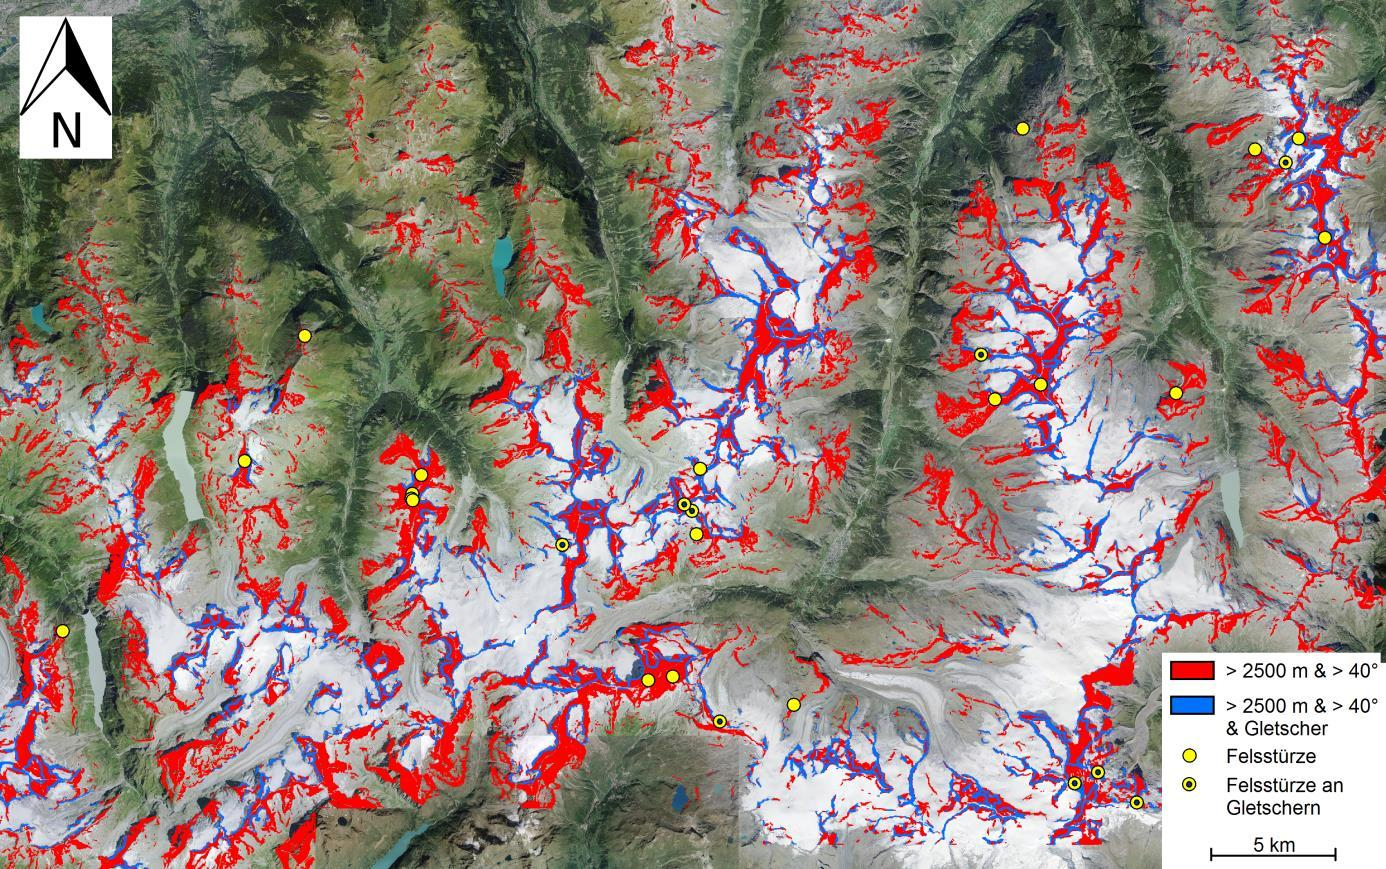 N
> 2500 m & > 40°
> 2500 m & > 40°
& Gletscher
Felsstürze
Felsstürze an
Gletschern
5 km